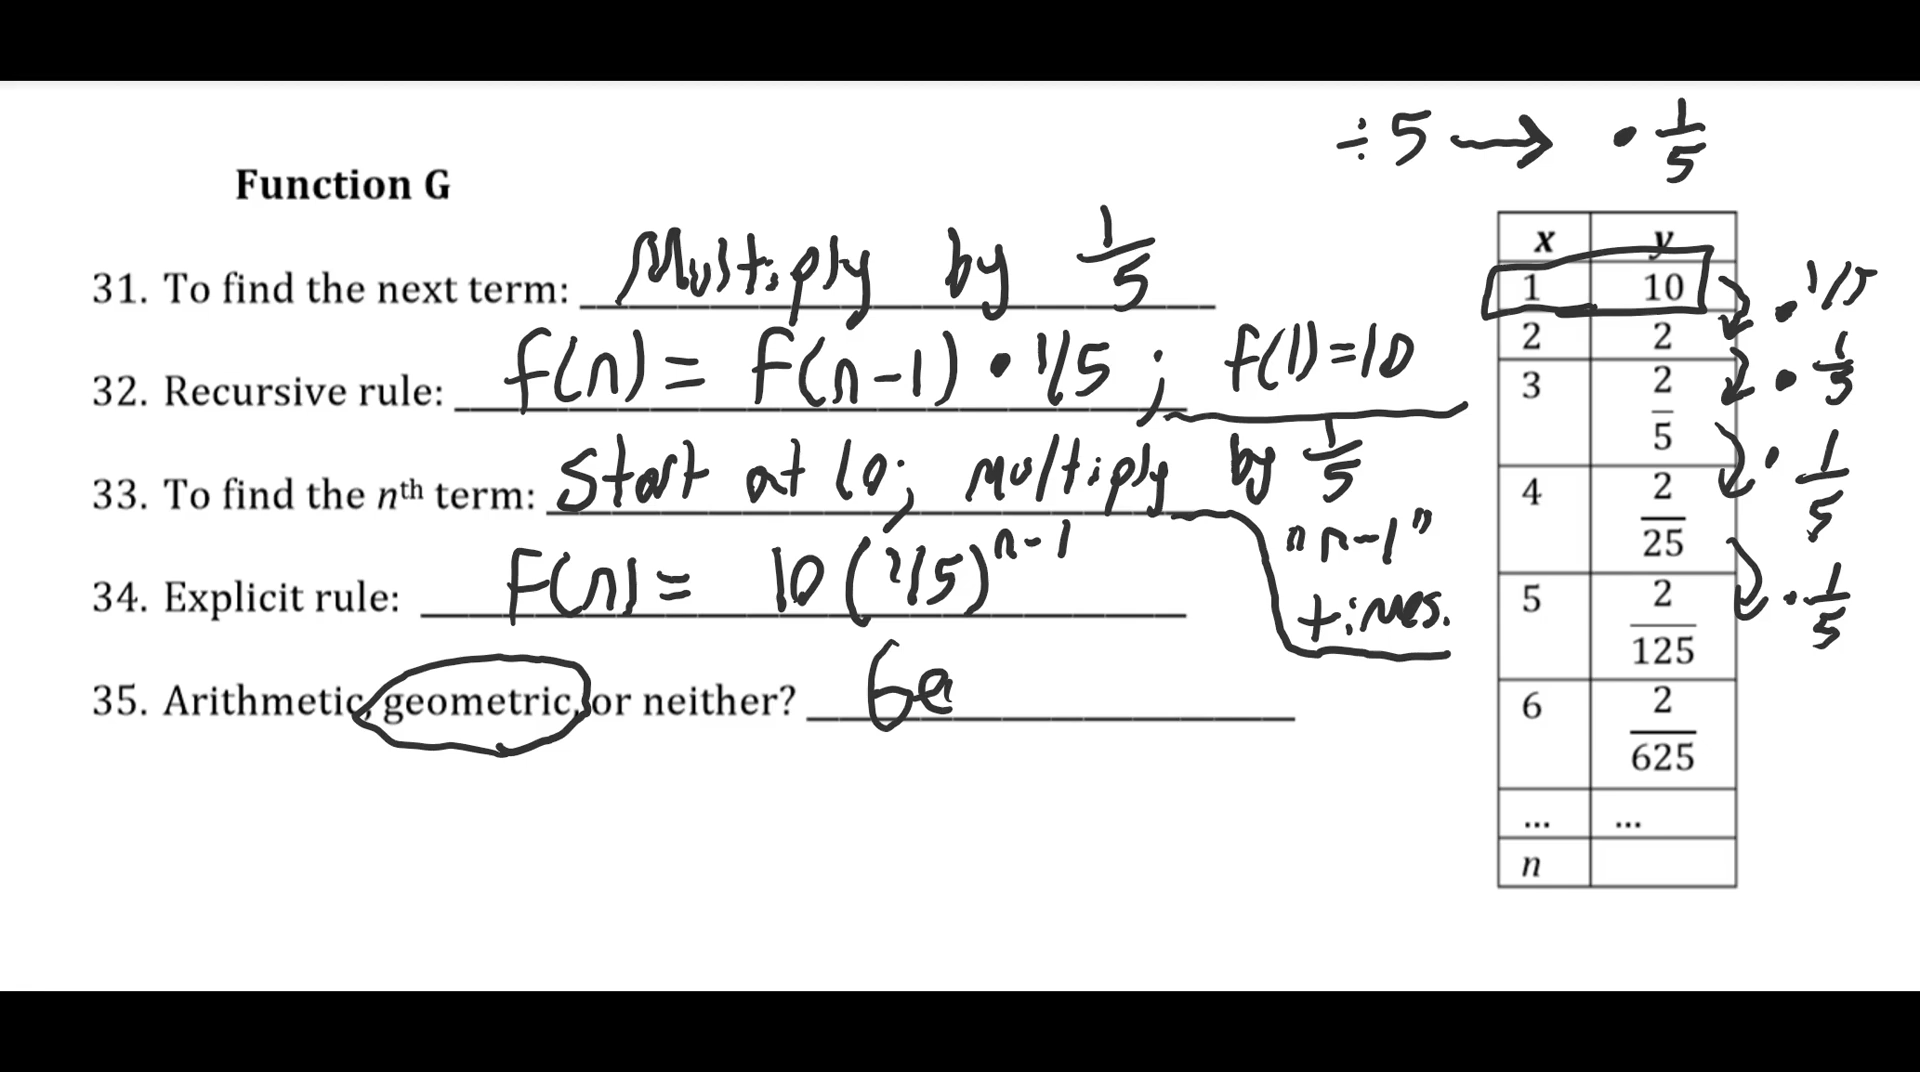 ÷5 → • 1/5
Function G
31. To find the next term: Multiply by 1/5
32. Recursive rule: f(n) = f(n-1) • 1/5 ; f(1)=10
33. To find the nth term: Start at 10; multiply by 1/5
"n-1"
times.
34. Explicit rule: F(n) = 10(1/5)^n-1
35. Arithmetic, geometric, or neither? Ge
x y
1 10
2 2
3 2/5
4 2/25
5 2/125
6 2/625
... ...
n
• 1/5
• 1/5
• 1/5
• 1/5